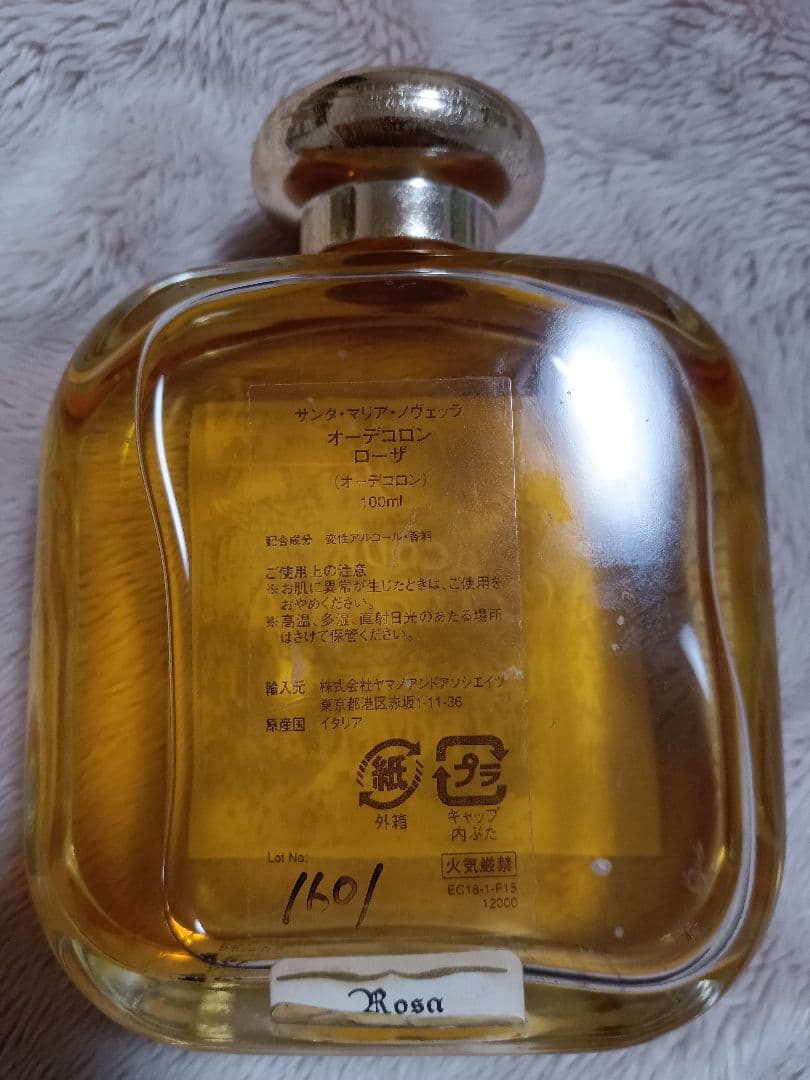 サンタ・マリア・ノヴェッラ
オーデコロン
ローザ
(オーデコロン)
100ml
配合成分 変性アルコール・香料
ご使用上の注意
※お肌に異常が生じたときは、ご使用を
おやめください。
※高温、多湿、直射日光のあたる場所
はさけて保管ください。
輸入元 株式会社ヤマノアンドアソシエイツ
東京都港区赤坂1-11-36
原産国 イタリア
紙
外箱
プラ
キャップ
内ぶた
Lot No.
1601
火気厳禁
EC18-1-F15
12000
Rosa